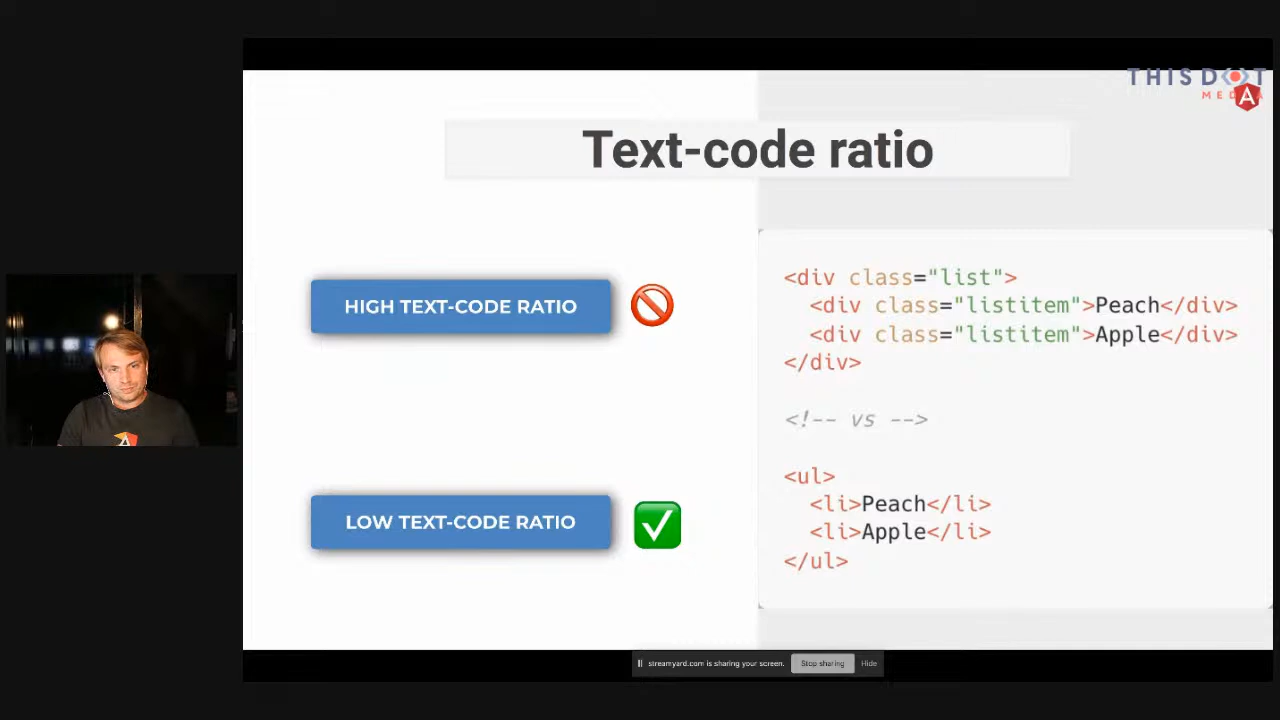 THIS DOT
MEDIA
Text-code ratio
HIGH TEXT-CODE RATIO
LOW TEXT-CODE RATIO
<div class="list">
  <div class="listitem">Peach</div>
  <div class="listitem">Apple</div>
</div>
<!-- vs -->
<ul>
  <li>Peach</li>
  <li>Apple</li>
</ul>
streamyard.com is sharing your screen. Stop sharing Hide